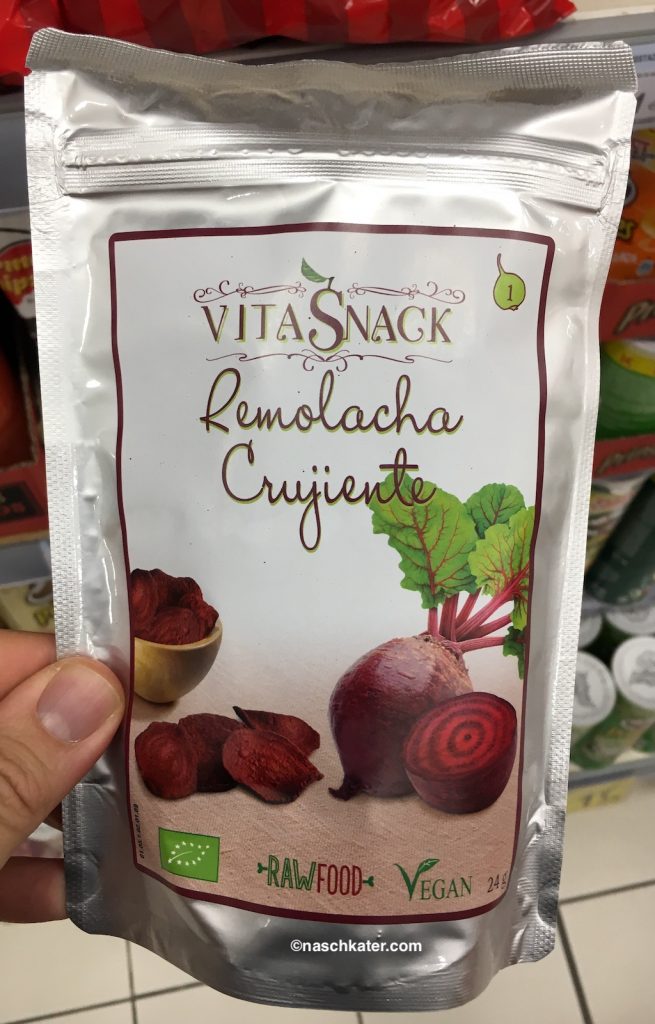 VITASNACK
1
Remolacha
Crujiente
RAWFOOD
VEGAN
24 g
©naschkater.com